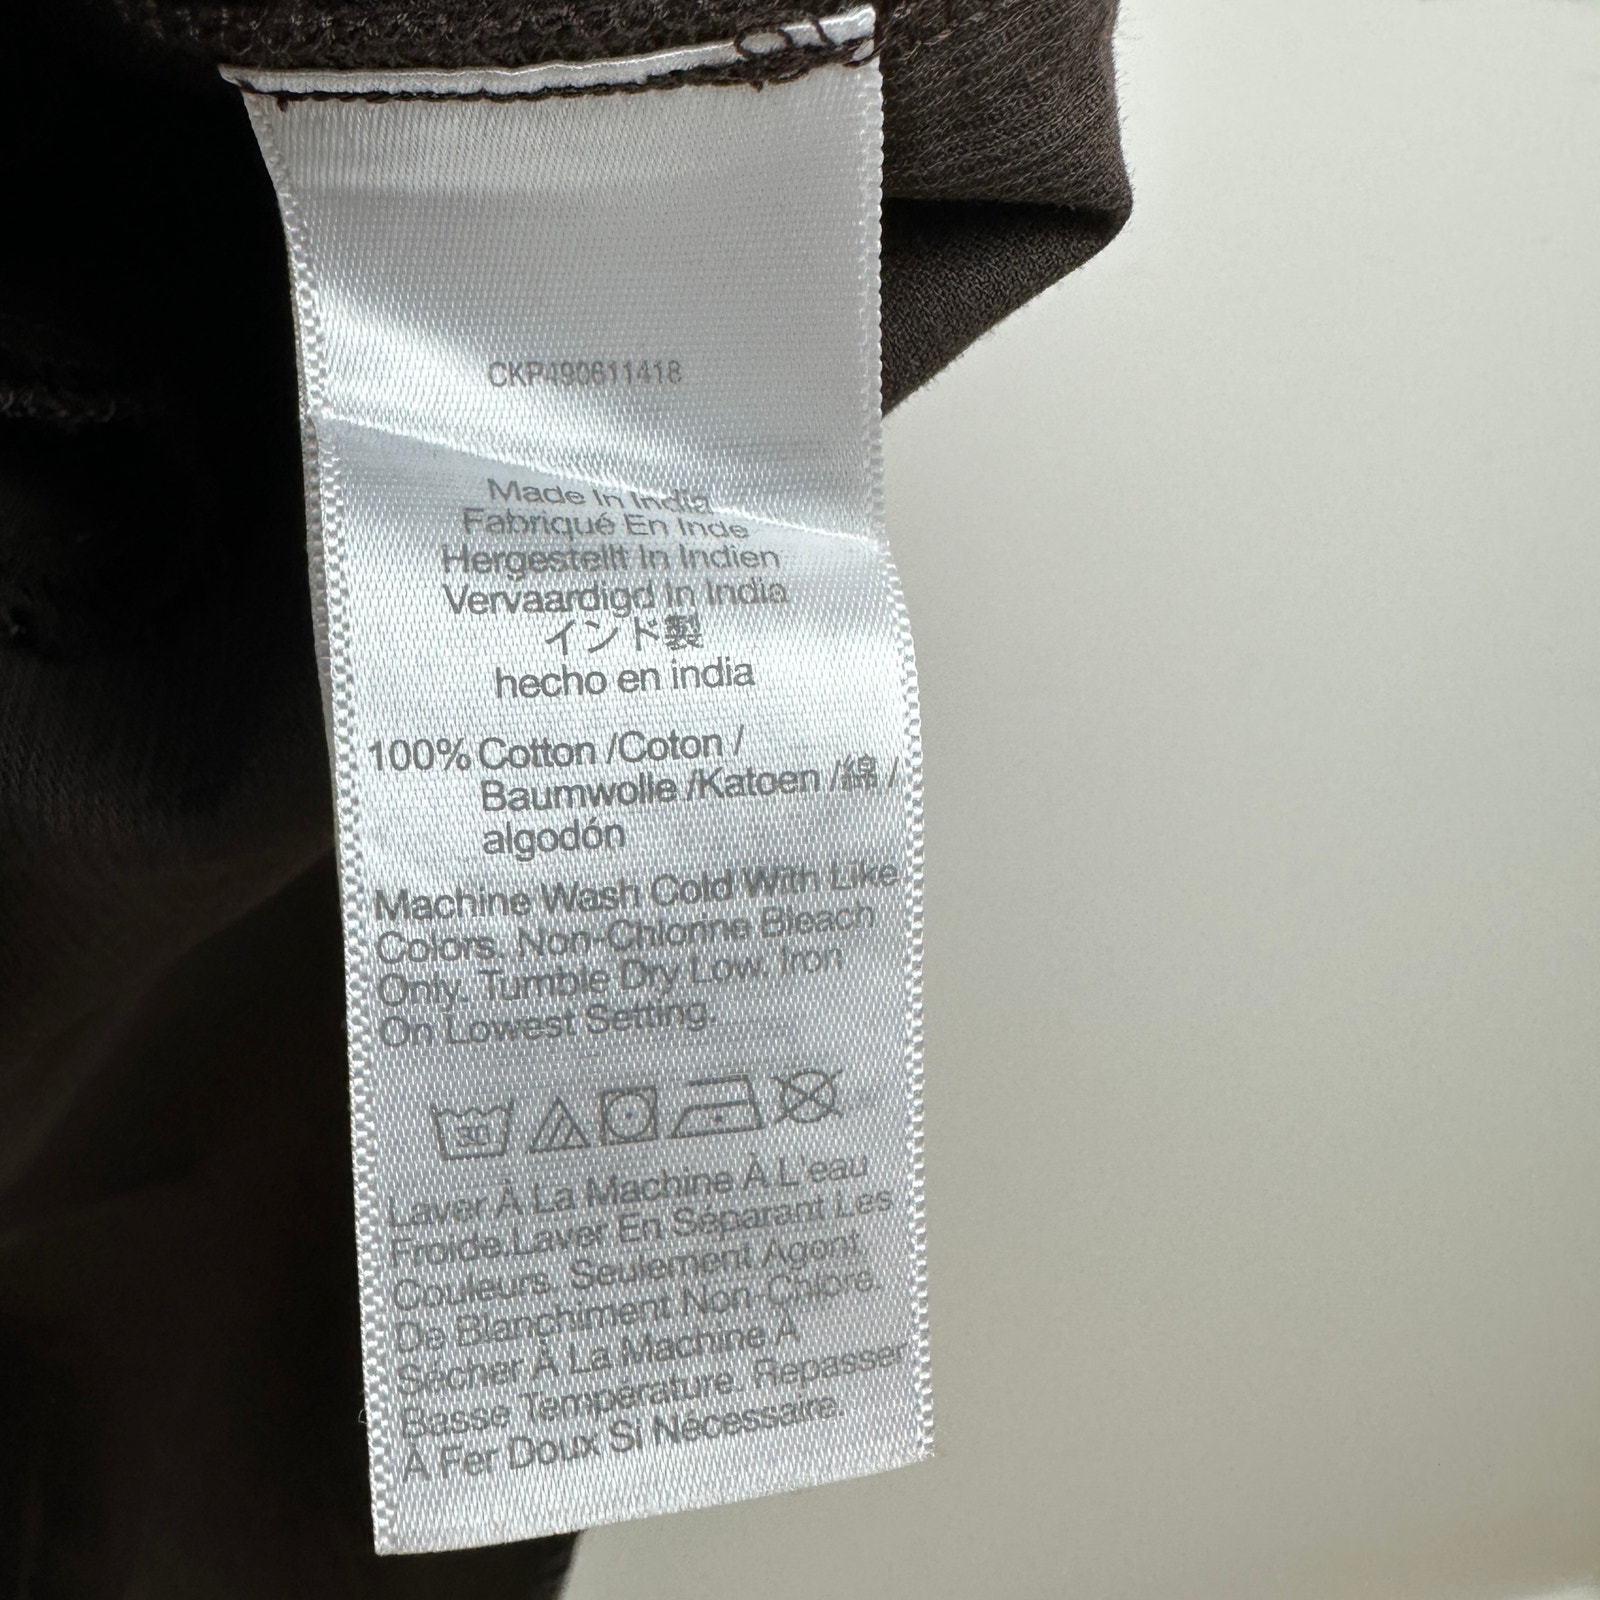 CKP490611418
Made In India
Fabriqué En Inde
Hergestellt In Indien
Vervaardigd In India
インド製
hecho en india
100% Cotton /Coton /
Baumwolle /Katoen /綿 /
algodón
Machine Wash Cold With Like
Colors. Non-Chlorine Bleach
Only. Tumble Dry Low. Iron
On Lowest Setting.
30
Laver À La Machine À L'eau
Froide.Laver En Séparant Les
Couleurs. Seulement Agent
De Blanchiment Non-Chlore.
Sécher À La Machine À
Basse Température. Repasser
À Fer Doux Si Nécessaire.